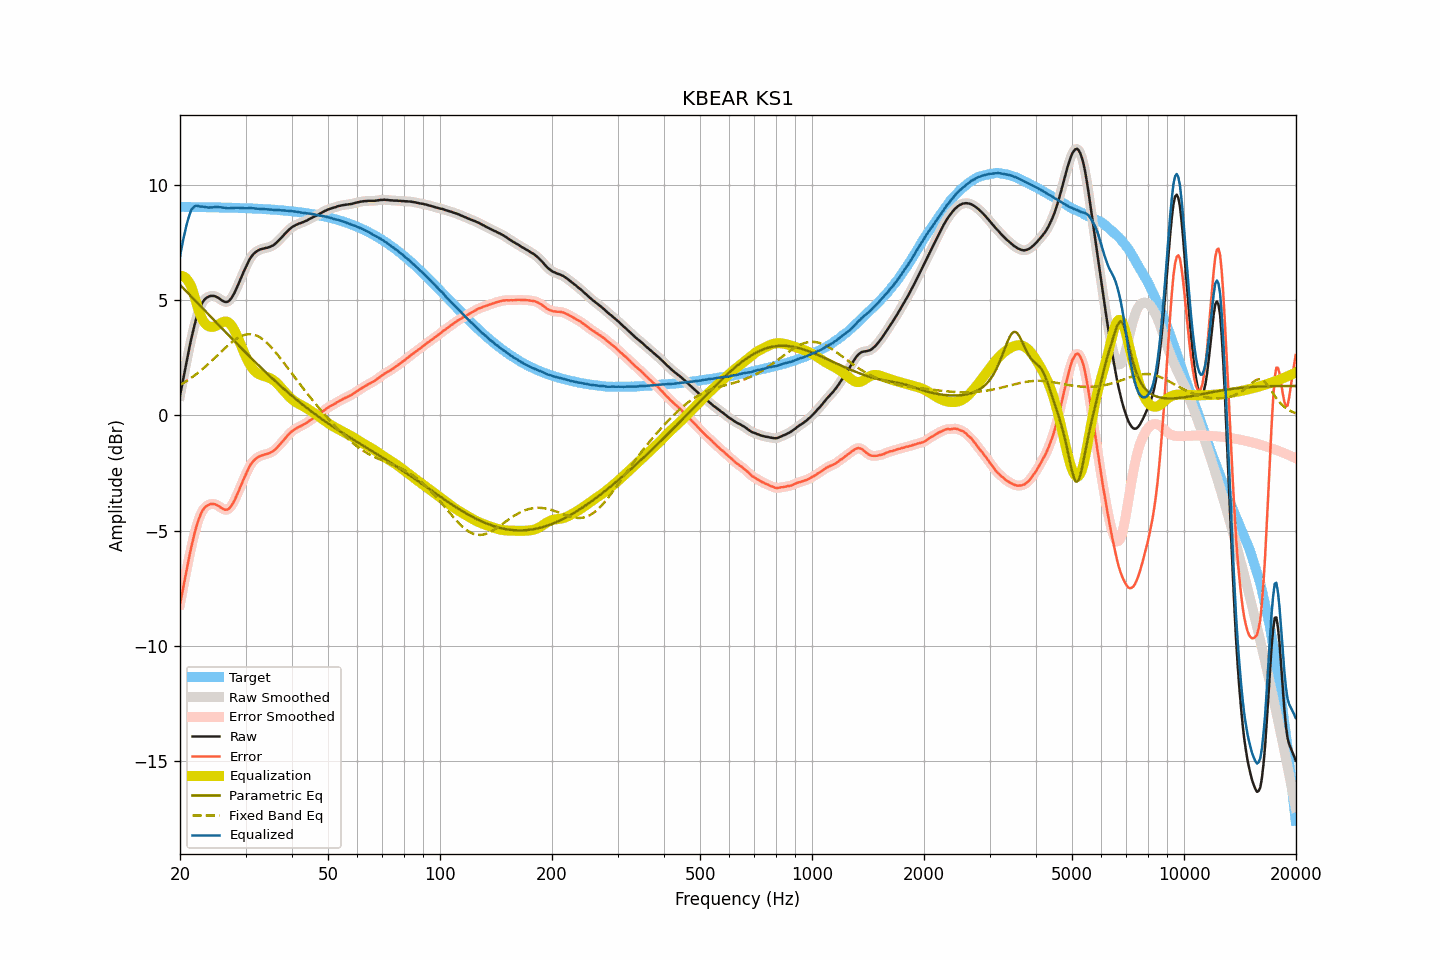 KBEAR KS1
10
5
0
−5
−10
−15
Amplitude (dBr)
Target
Raw Smoothed
Error Smoothed
Raw
Error
Equalization
Parametric Eq
Fixed Band Eq
Equalized
20 50 100 200 500 1000 2000 5000 10000 20000
Frequency (Hz)